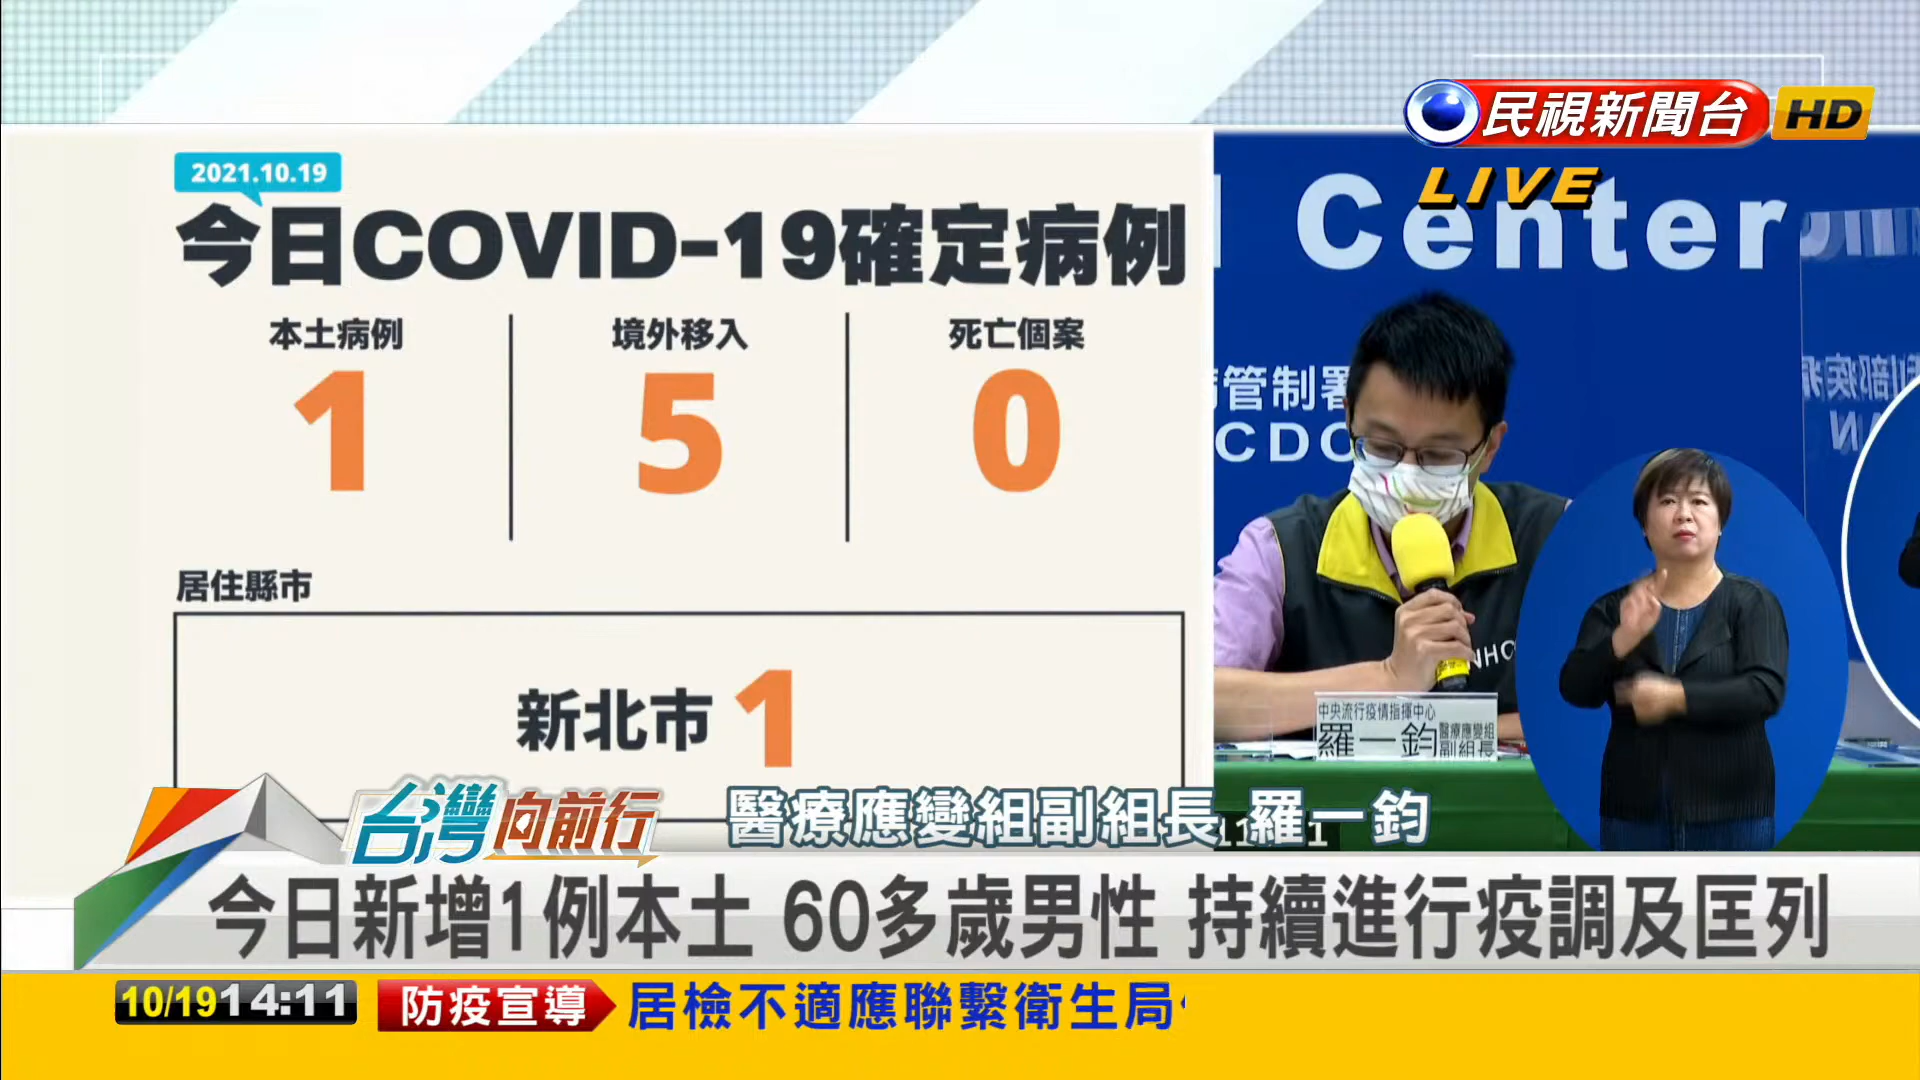 民視新聞台 HD
LIVE
2021.10.19
今日COVID-19確定病例
本土病例
1
境外移入
5
死亡個案
0
居住縣市
新北市 1
Center
管制署
CDC
中央流行疫情指揮中心
羅一鈞 醫療應變組副組長
台灣向前行
醫療應變組副組長 羅一鈞
今日新增1例本土 60多歲男性 持續進行疫調及匡列
10/19 14:11
防疫宣導
居檢不適應聯繫衛生局